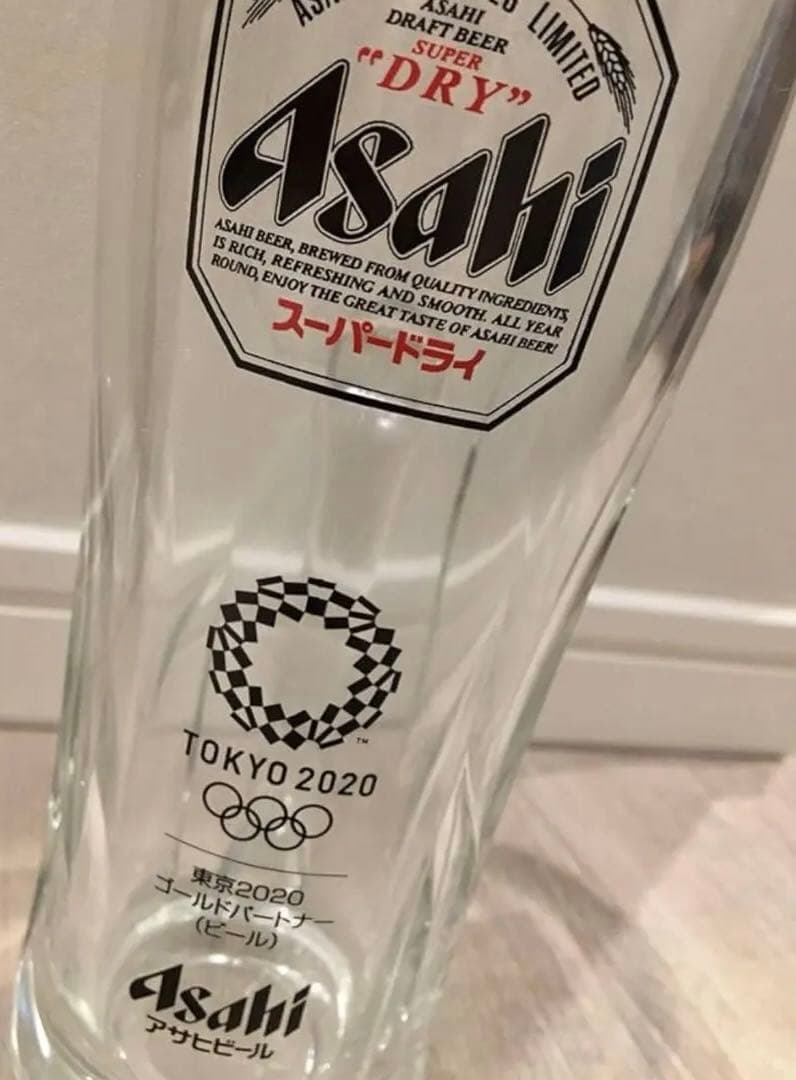 LIMITED
ASAHI
DRAFT BEER
SUPER
"DRY"
Asahi
ASAHI BEER, BREWED FROM QUALITY INGREDIENTS,
IS RICH, REFRESHING AND SMOOTH. ALL YEAR
ROUND, ENJOY THE GREAT TASTE OF ASAHI BEER!
スーパードライ
TM
TOKYO 2020
東京2020
ゴールドパートナー
(ビール)
Asahi
アサヒビール